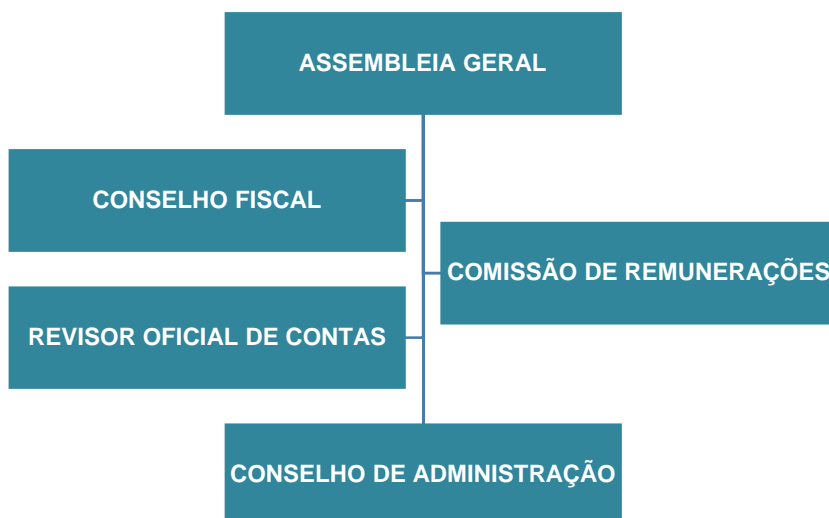 ASSEMBLEIA GERAL
CONSELHO FISCAL
COMISSÃO DE REMUNERAÇÕES
REVISOR OFICIAL DE CONTAS
CONSELHO DE ADMINISTRAÇÃO